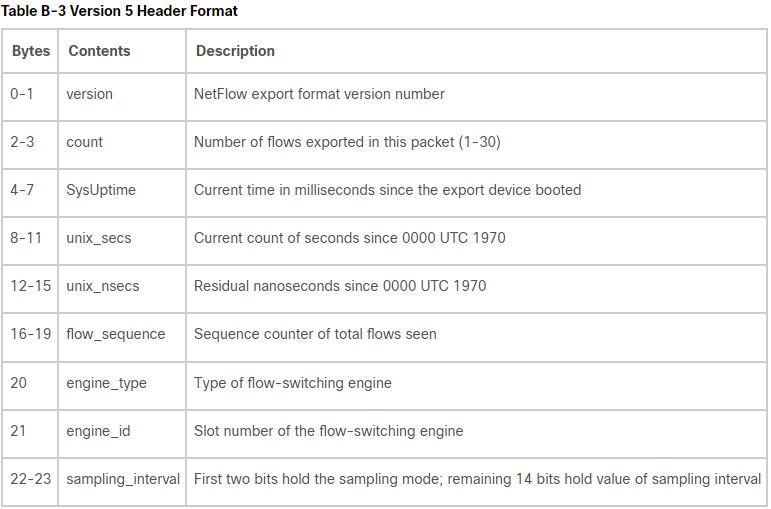 Table B-3 Version 5 Header Format
Bytes Contents Description
0-1 version NetFlow export format version number
2-3 count Number of flows exported in this packet (1-30)
4-7 SysUptime Current time in milliseconds since the export device booted
8-11 unix_secs Current count of seconds since 0000 UTC 1970
12-15 unix_nsecs Residual nanoseconds since 0000 UTC 1970
16-19 flow_sequence Sequence counter of total flows seen
20 engine_type Type of flow-switching engine
21 engine_id Slot number of the flow-switching engine
22-23 sampling_interval First two bits hold the sampling mode; remaining 14 bits hold value of sampling interval